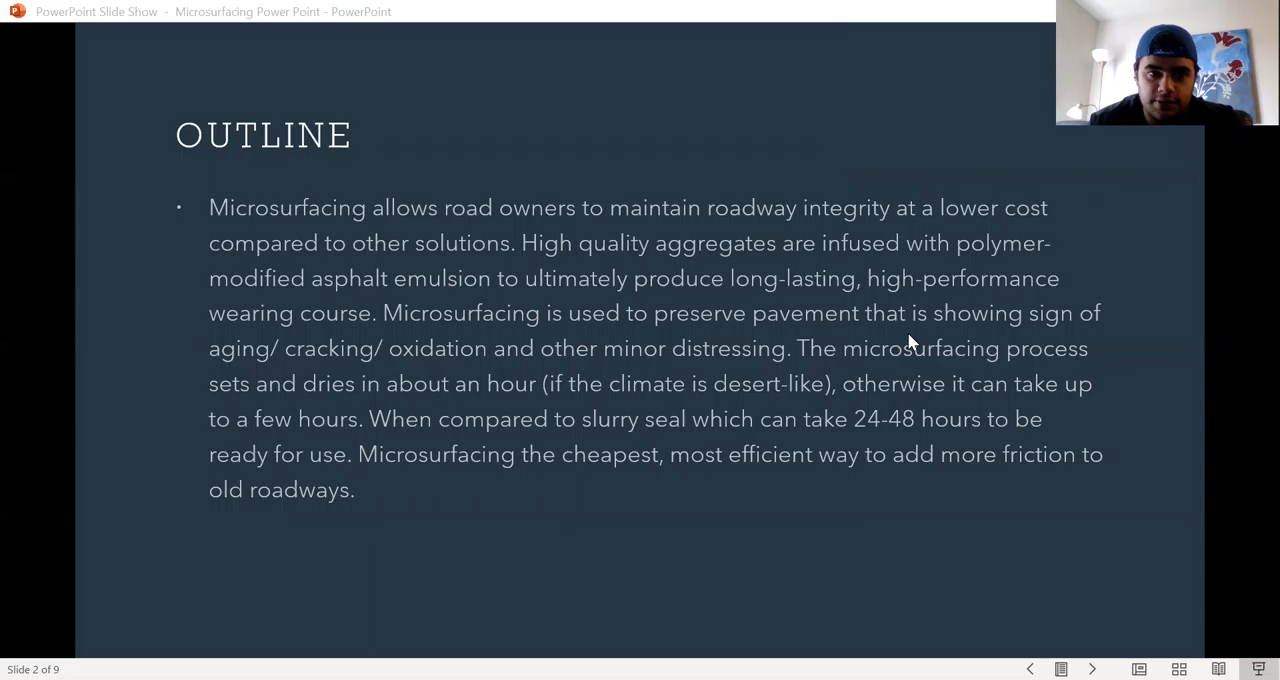 PowerPoint Slide Show - Microsurfacing Power Point - PowerPoint
OUTLINE
• Microsurfacing allows road owners to maintain roadway integrity at a lower cost
compared to other solutions. High quality aggregates are infused with polymer-
modified asphalt emulsion to ultimately produce long-lasting, high-performance
wearing course. Microsurfacing is used to preserve pavement that is showing sign of
aging/ cracking/ oxidation and other minor distressing. The microsurfacing process
sets and dries in about an hour (if the climate is desert-like), otherwise it can take up
to a few hours. When compared to slurry seal which can take 24-48 hours to be
ready for use. Microsurfacing the cheapest, most efficient way to add more friction to
old roadways.
Slide 2 of 9